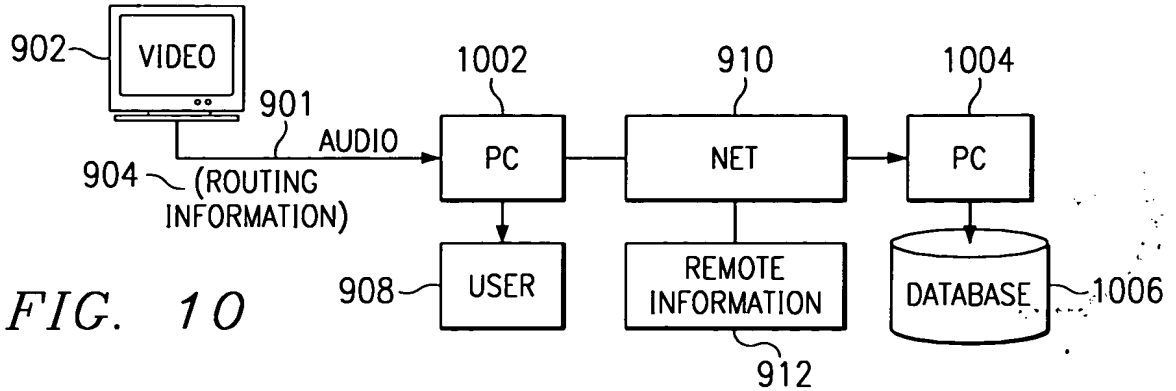 902
VIDEO
901
AUDIO
904
(ROUTING
INFORMATION)
1002
PC
910
NET
1004
PC
908
USER
REMOTE
INFORMATION
912
DATABASE
1006
FIG. 10